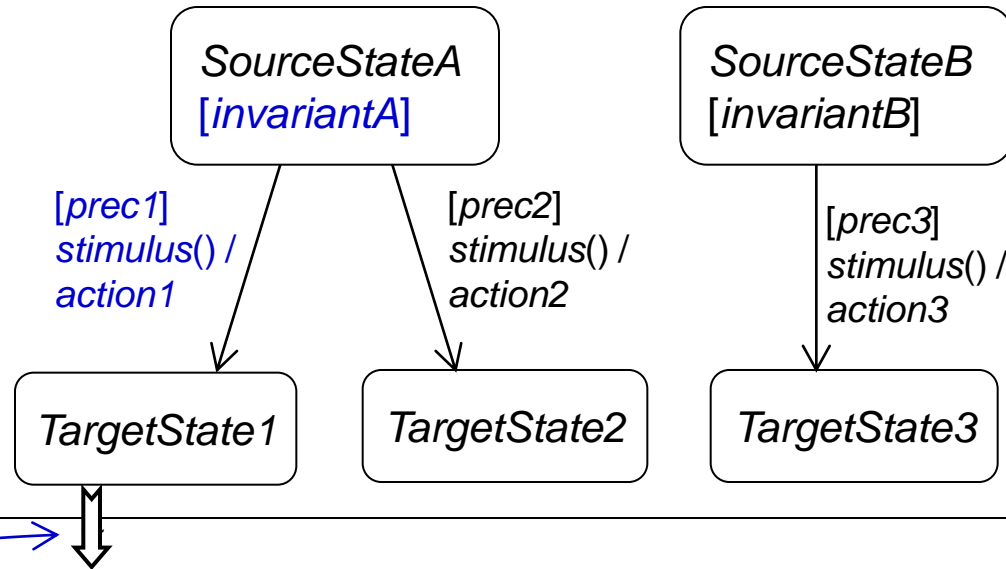 SourceStateA
[invariantA]
SourceStateB
[invariantB]
[prec1]
stimulus() /
action1
[prec2]
stimulus() /
action2
[prec3]
stimulus() /
action3
TargetState1
TargetState2
TargetState3